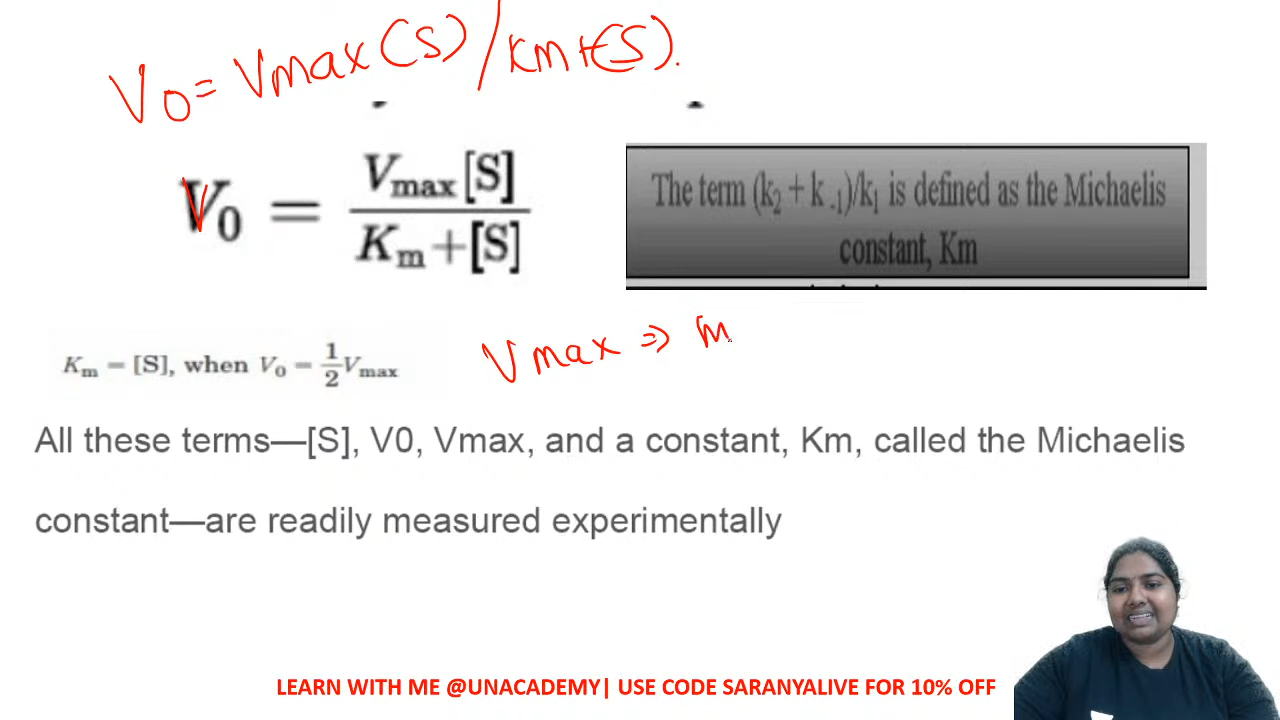 V0 = Vmax (S) / Km + (S).
V0 = Vmax[S] / Km+[S]
The term (k2 + k -1)/k1 is defined as the Michaelis
constant, Km
Km = [S], when V0 = 1/2 Vmax
Vmax ⇒ m
All these terms—[S], V0, Vmax, and a constant, Km, called the Michaelis
constant—are readily measured experimentally
LEARN WITH ME @UNACADEMY| USE CODE SARANYALIVE FOR 10% OFF